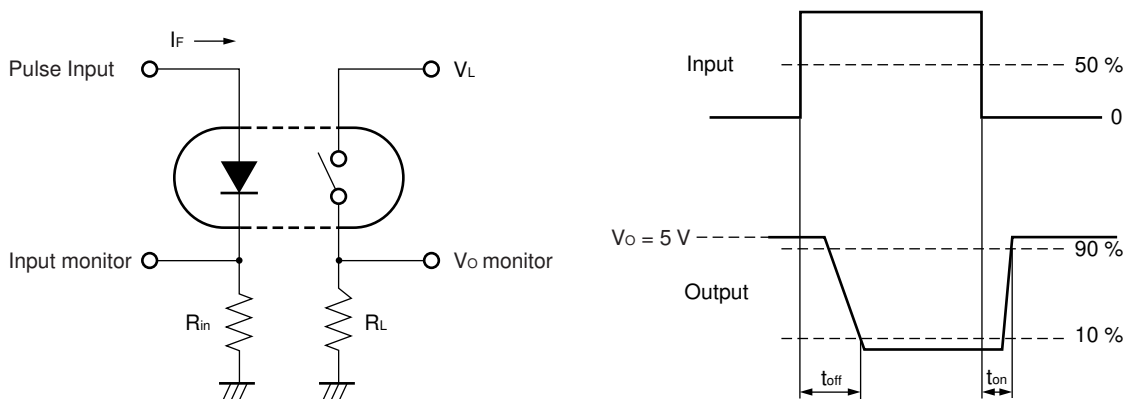 IF
Pulse Input
VL
Input monitor
VO monitor
Rin
RL
Input
50 %
0
VO = 5 V
90 %
Output
10 %
toff
ton